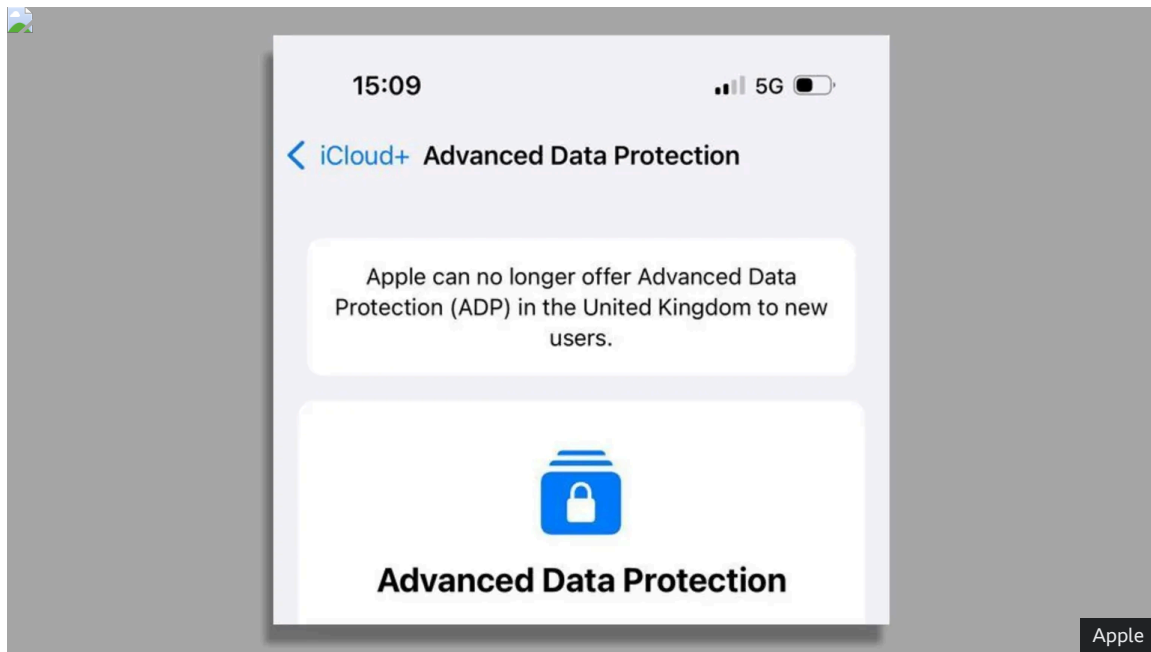 15:09
5G
iCloud+ Advanced Data Protection
Apple can no longer offer Advanced Data
Protection (ADP) in the United Kingdom to new
users.
Advanced Data Protection
Apple